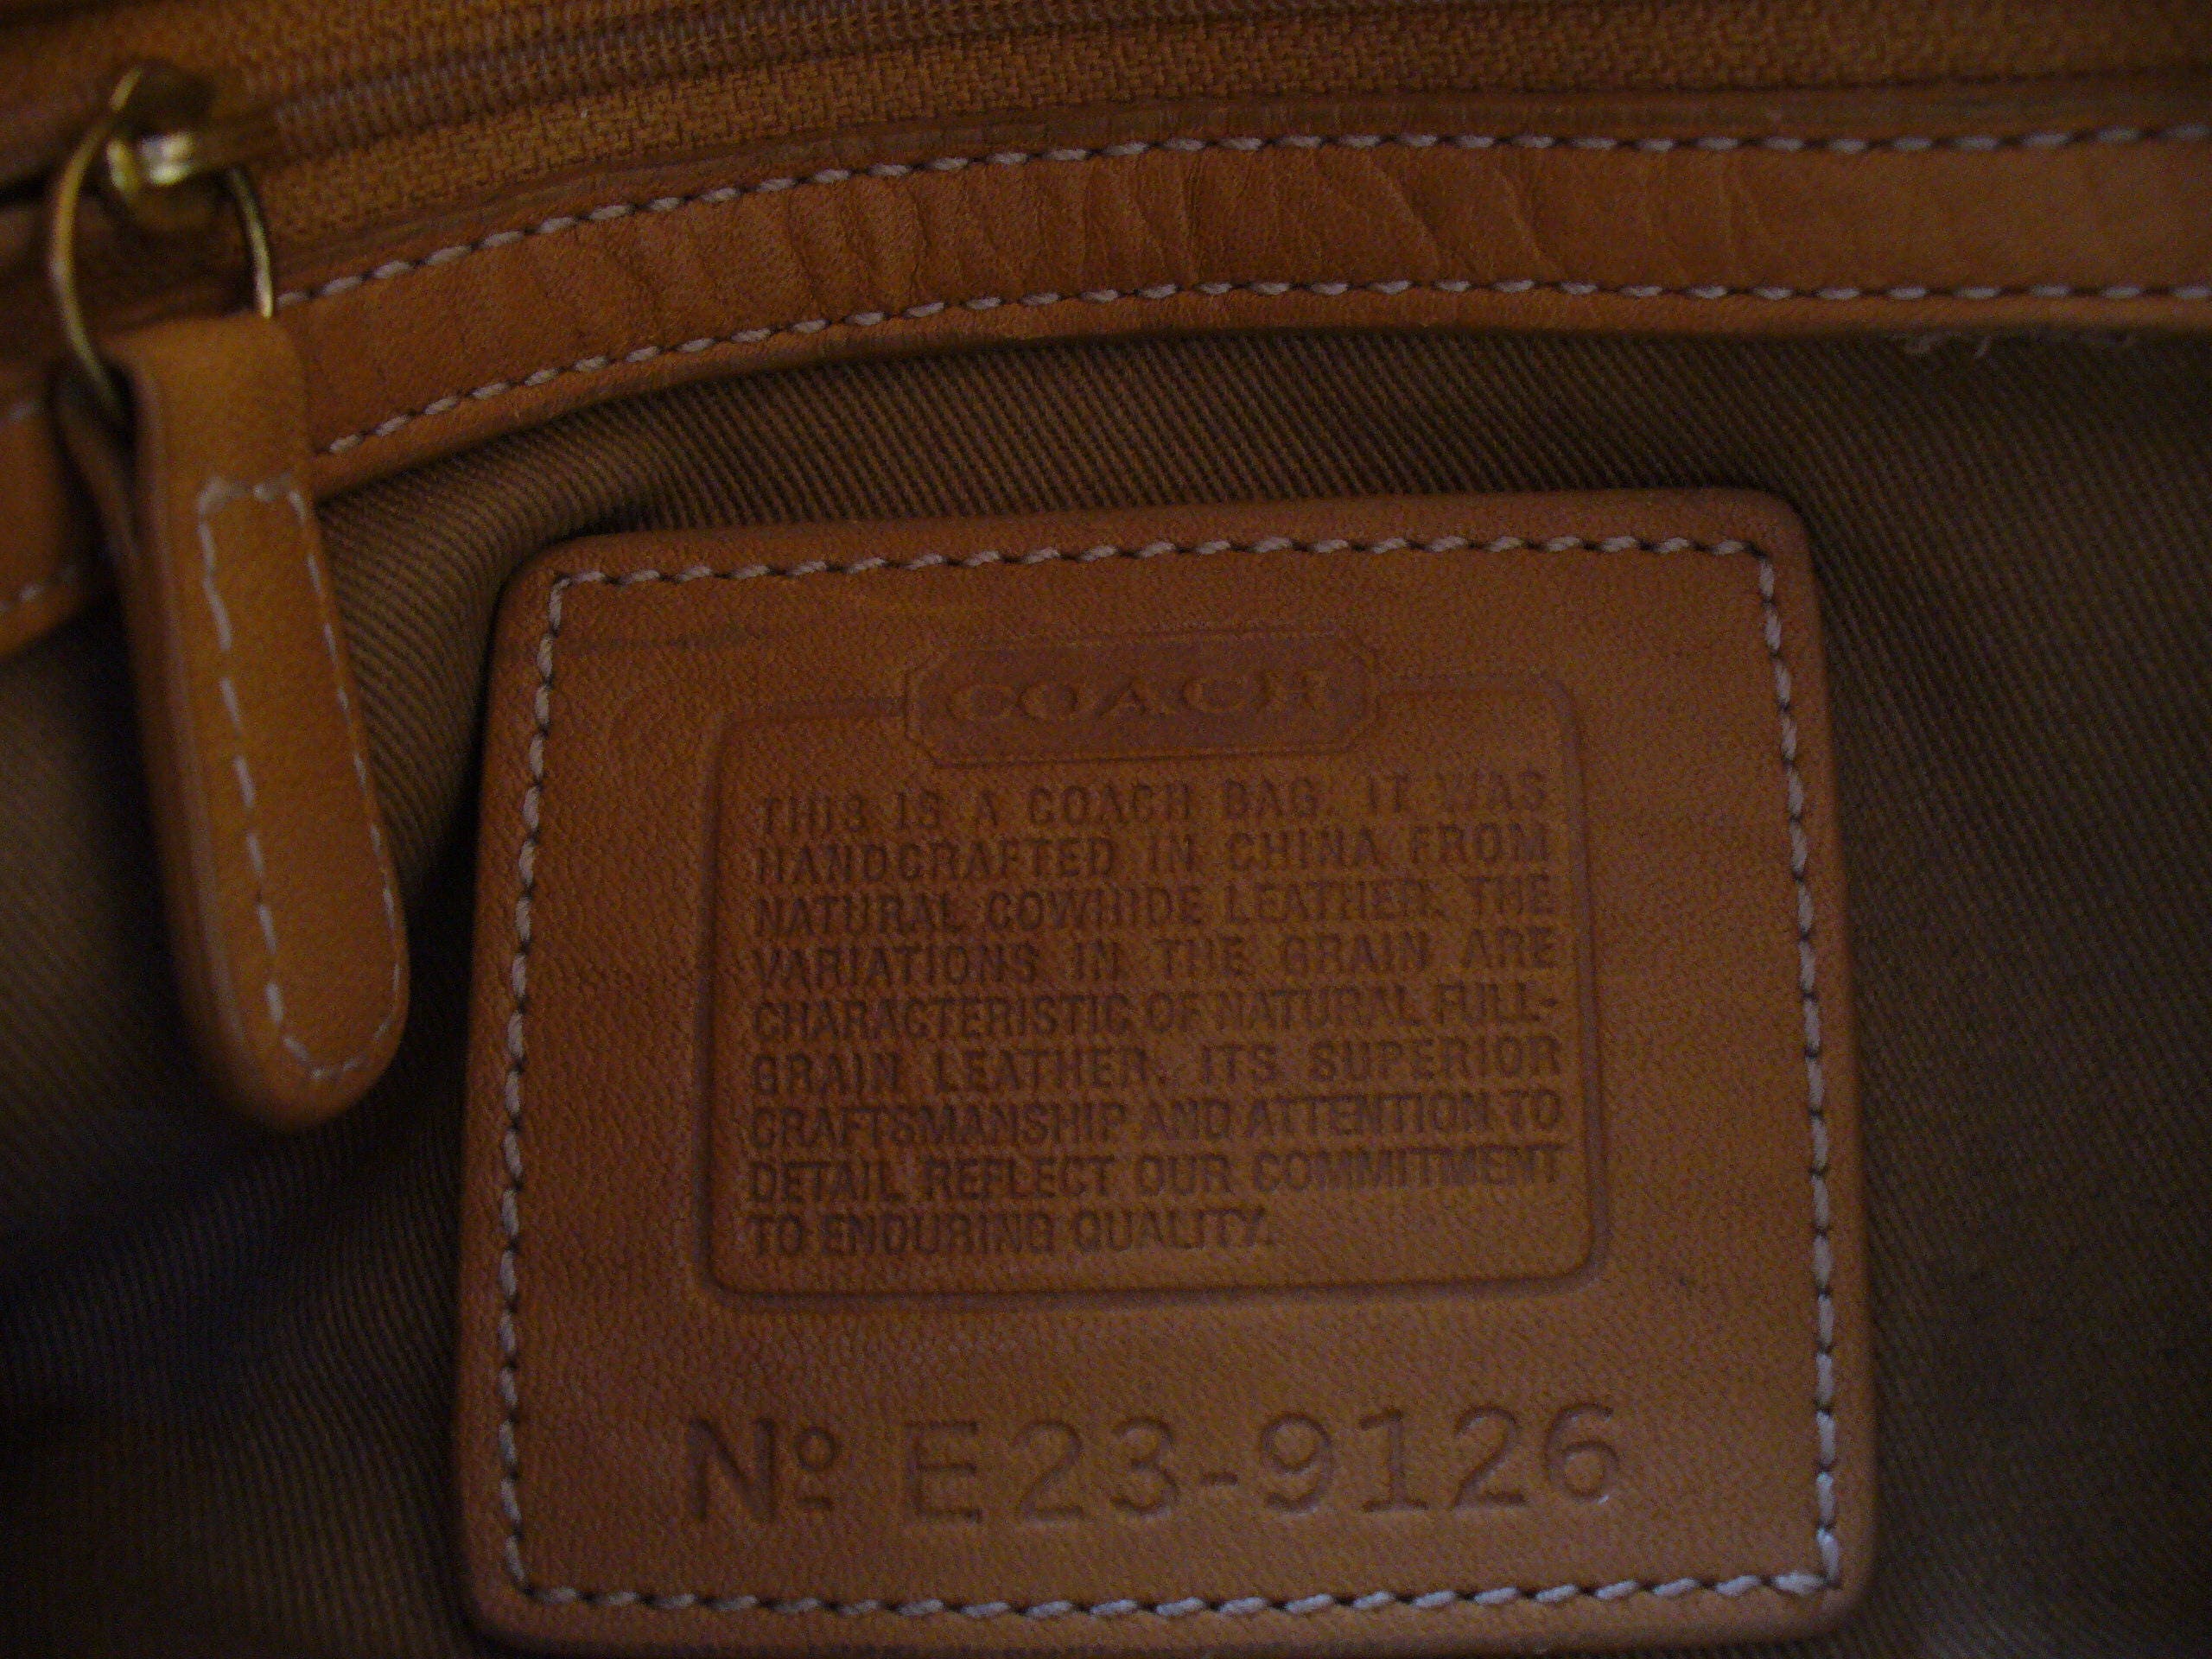 COACH
THIS IS A COACH BAG. IT WAS
HANDCRAFTED IN CHINA FROM
NATURAL COWHIDE LEATHER. THE
VARIATIONS IN THE GRAIN ARE
CHARACTERISTIC OF NATURAL FULL-
GRAIN LEATHER. ITS SUPERIOR
CRAFTSMANSHIP AND ATTENTION TO
DETAIL REFLECT OUR COMMITMENT
TO ENDURING QUALITY.
Nº E23-9126